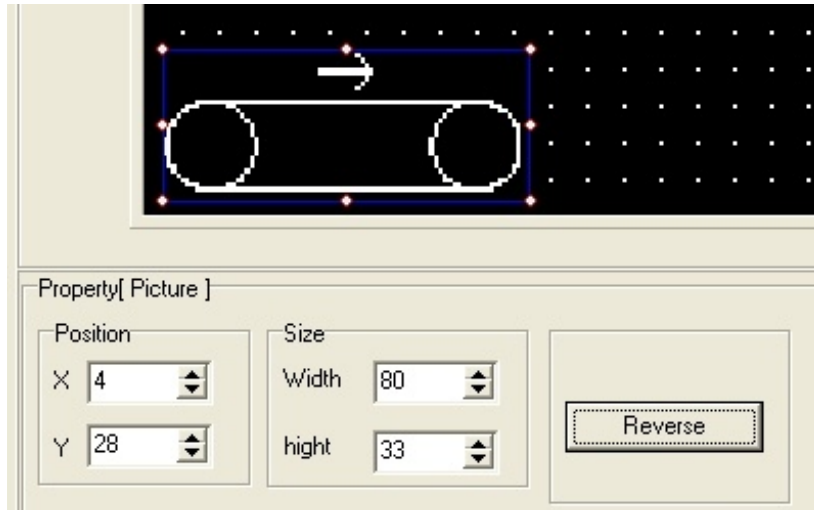 Property[ Picture ]
Position
X 4
Y 28
Size
Width 80
hight 33
Reverse